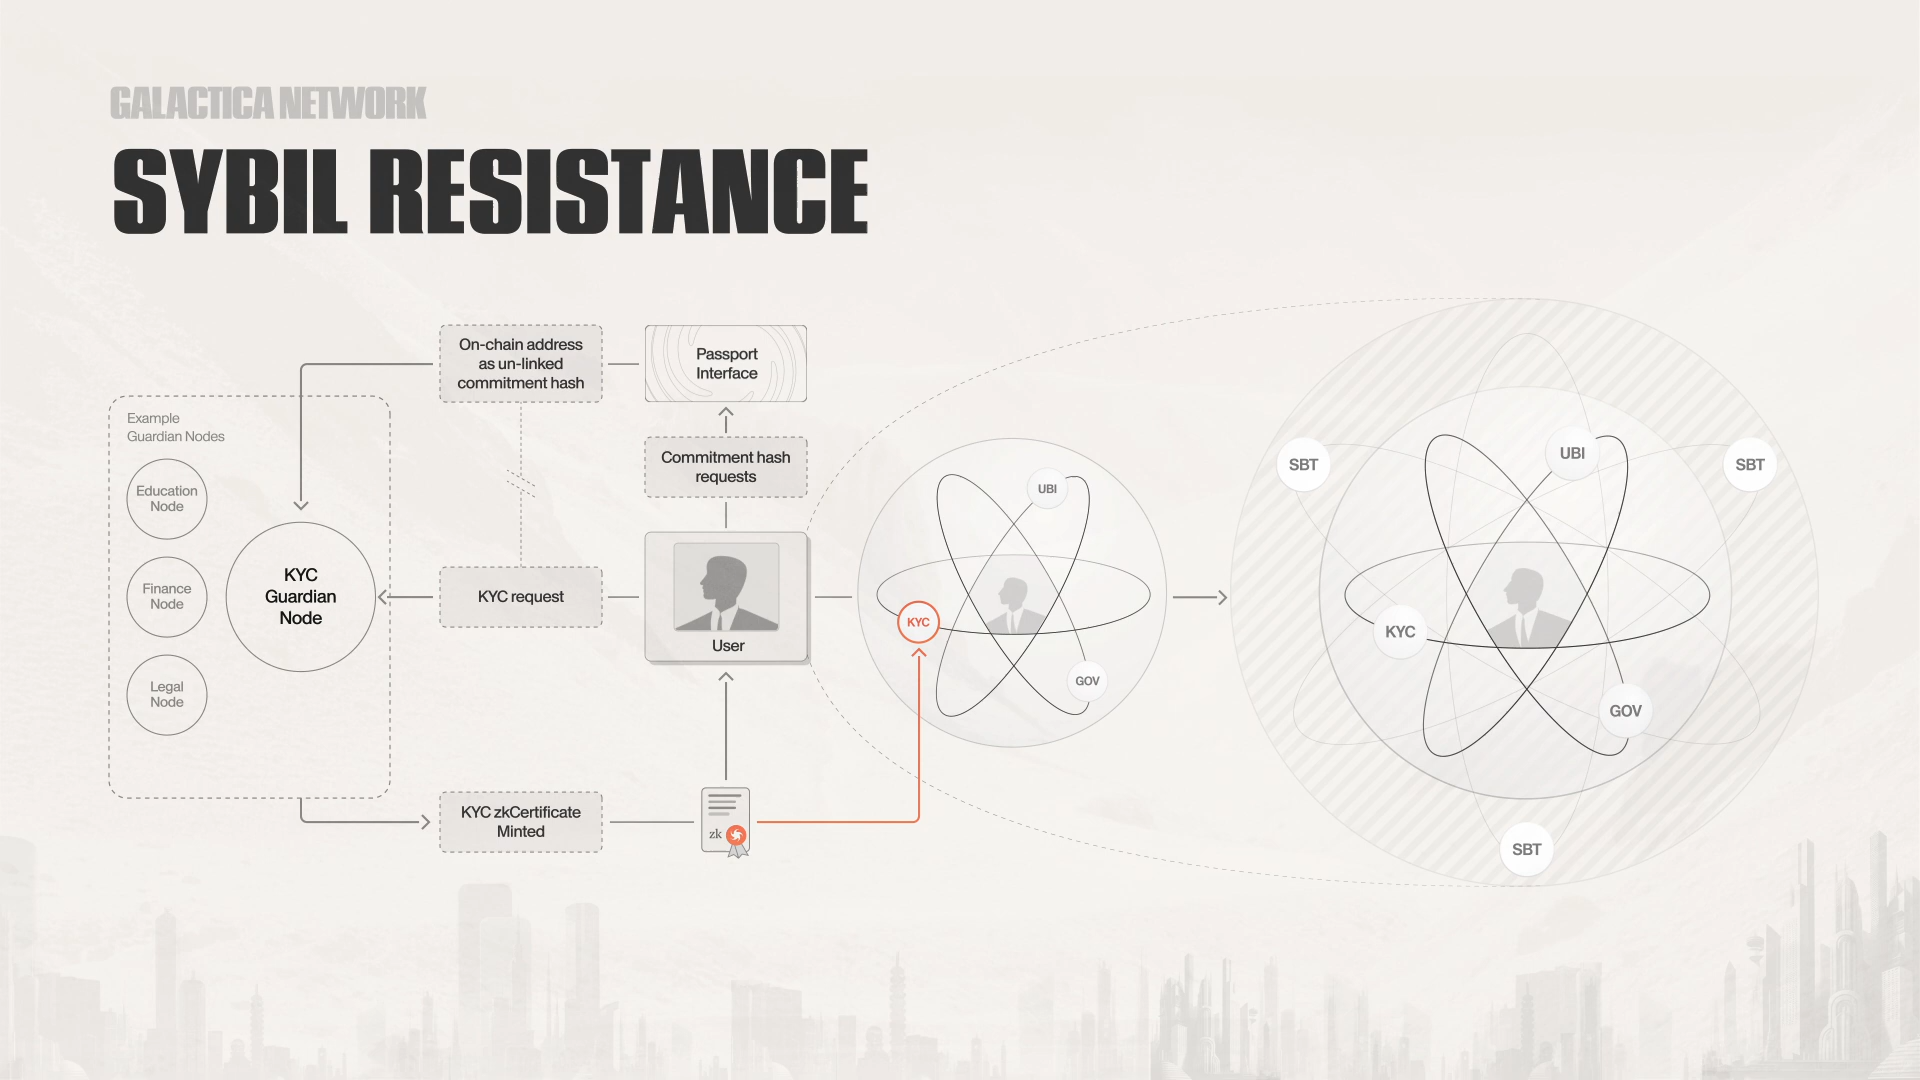 GALACTICA NETWORK
SYBIL RESISTANCE
On-chain address
as un-linked
commitment hash
Passport
Interface
Example
Guardian Nodes
Education
Node
Finance
Node
Legal
Node
KYC
Guardian
Node
Commitment hash
requests
KYC request
User
KYC zkCertificate
Minted
zk
UBI
KYC
GOV
SBT
UBI
SBT
KYC
GOV
SBT